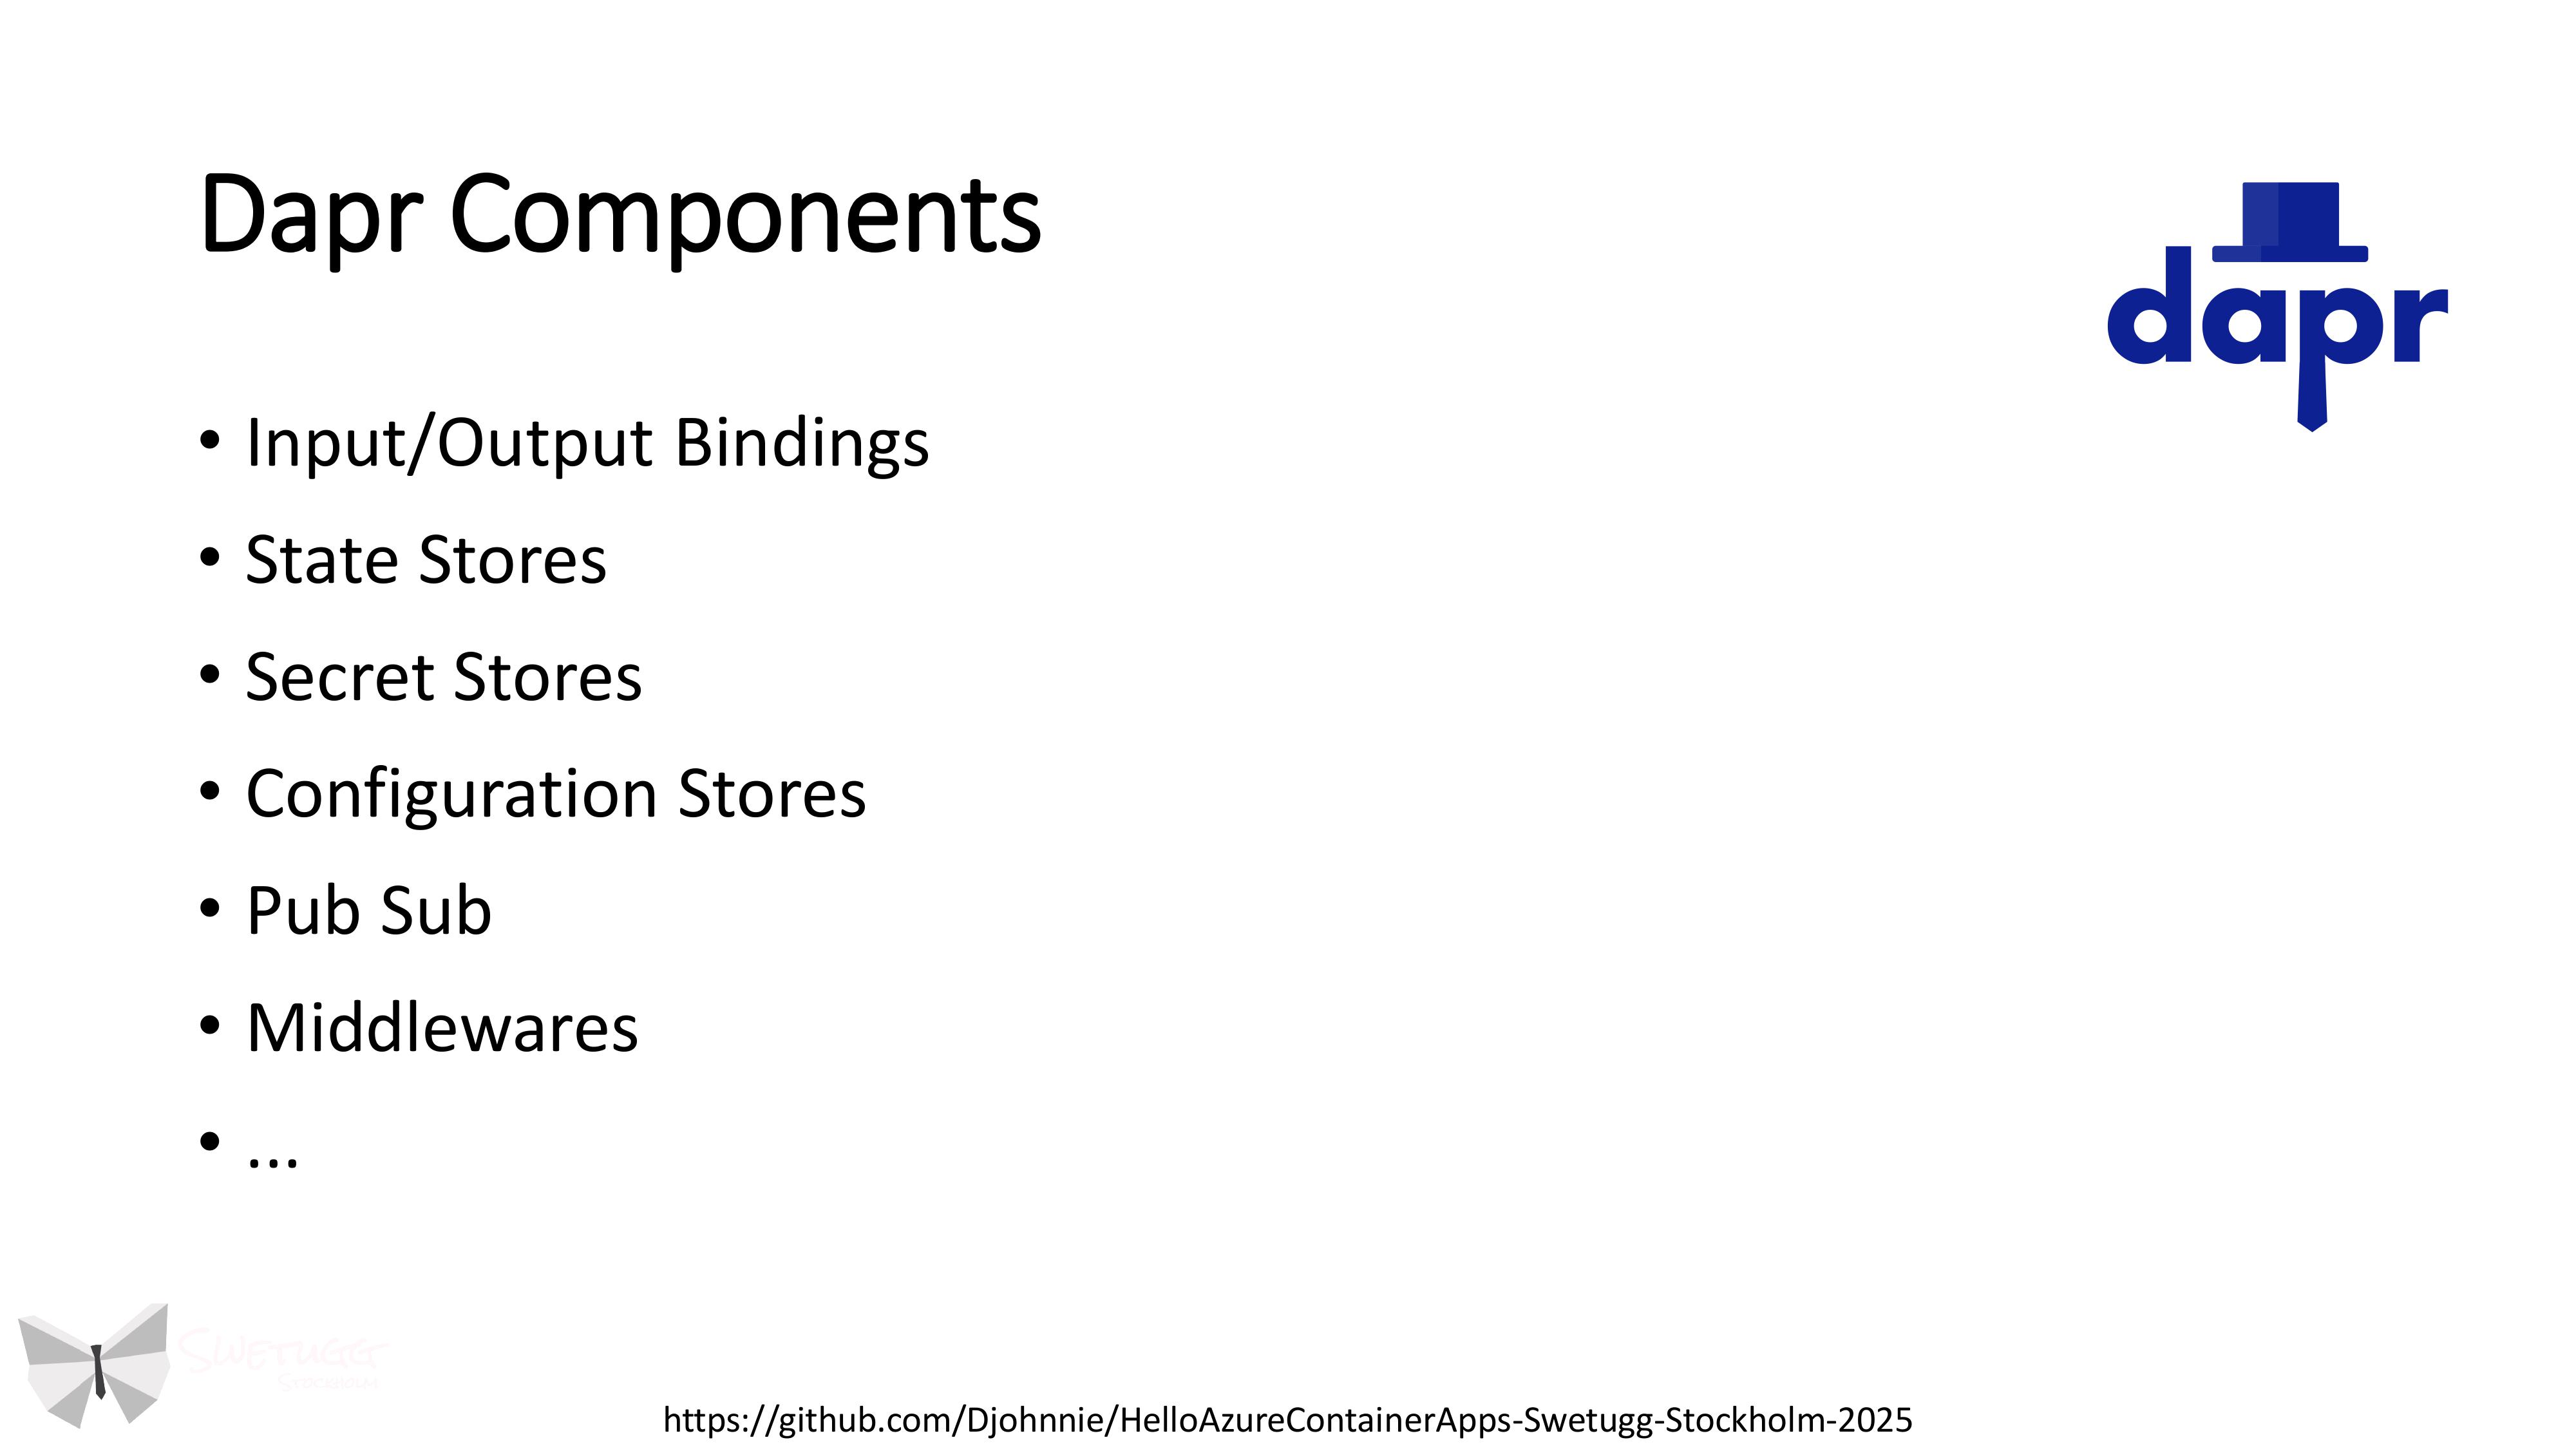 Dapr Components
dapr
• Input/Output Bindings
• State Stores
• Secret Stores
• Configuration Stores
• Pub Sub
• Middlewares
• ...
Swetugg
Stockholm
https://github.com/Djohnnie/HelloAzureContainerApps-Swetugg-Stockholm-2025